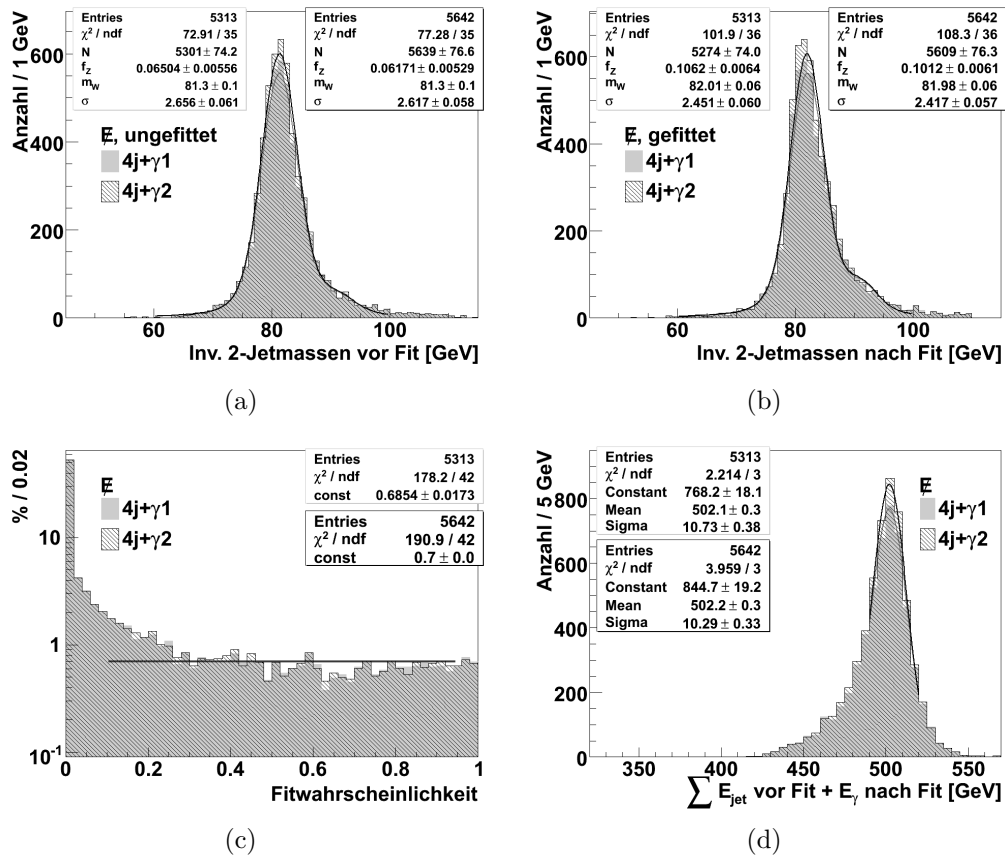 Entries 5313
χ² / ndf 72.91 / 35
N 5301 ± 74.2
f_Z 0.06504 ± 0.00556
m_W 81.3 ± 0.1
σ 2.656 ± 0.061
Entries 5642
χ² / ndf 77.28 / 35
N 5639 ± 76.6
f_Z 0.06171 ± 0.00529
m_W 81.3 ± 0.1
σ 2.617 ± 0.058
Anzahl / 1 GeV
600
400
200
0
E̸, ungefittet
4j+γ1
4j+γ2
60 80 100
Inv. 2-Jetmassen vor Fit [GeV]
(a)
Entries 5313
χ² / ndf 101.9 / 36
N 5274 ± 74.0
f_Z 0.1062 ± 0.0064
m_W 82.01 ± 0.06
σ 2.451 ± 0.060
Entries 5642
χ² / ndf 108.3 / 36
N 5609 ± 76.3
f_Z 0.1012 ± 0.0061
m_W 81.98 ± 0.06
σ 2.417 ± 0.057
Anzahl / 1 GeV
600
400
200
0
E̸, gefittet
4j+γ1
4j+γ2
60 80 100
Inv. 2-Jetmassen nach Fit [GeV]
(b)
% / 0.02
10
1
10⁻¹
E̸
4j+γ1
4j+γ2
Entries 5313
χ² / ndf 178.2 / 42
const 0.6854 ± 0.0173
Entries 5642
χ² / ndf 190.9 / 42
const 0.7 ± 0.0
0 0.2 0.4 0.6 0.8 1
Fitwahrscheinlichkeit
(c)
Anzahl / 5 GeV
800
600
400
200
0
Entries 5313
χ² / ndf 2.214 / 3
Constant 768.2 ± 18.1
Mean 502.1 ± 0.3
Sigma 10.73 ± 0.38
Entries 5642
χ² / ndf 3.959 / 3
Constant 844.7 ± 19.2
Mean 502.2 ± 0.3
Sigma 10.29 ± 0.33
E̸
4j+γ1
4j+γ2
350 400 450 500 550
∑ E_jet vor Fit + E_γ nach Fit [GeV]
(d)